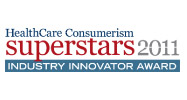 HealthCare Consumerism
superstars 2011
INDUSTRY INNOVATOR AWARD